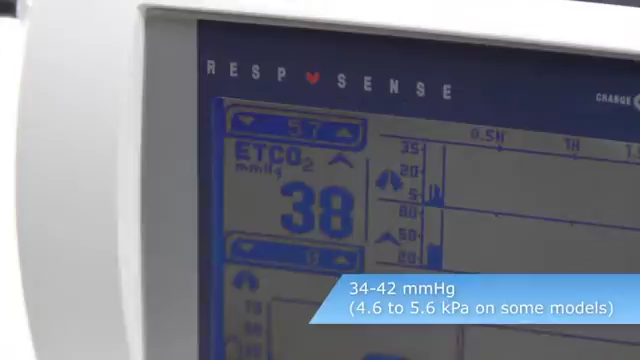 RESP SENSE
CHARGE
57
ETCO2
mmHg
38
35
20
5
0.5H
1H
80
50
20
34-42 mmHg
(4.6 to 5.6 kPa on some models)